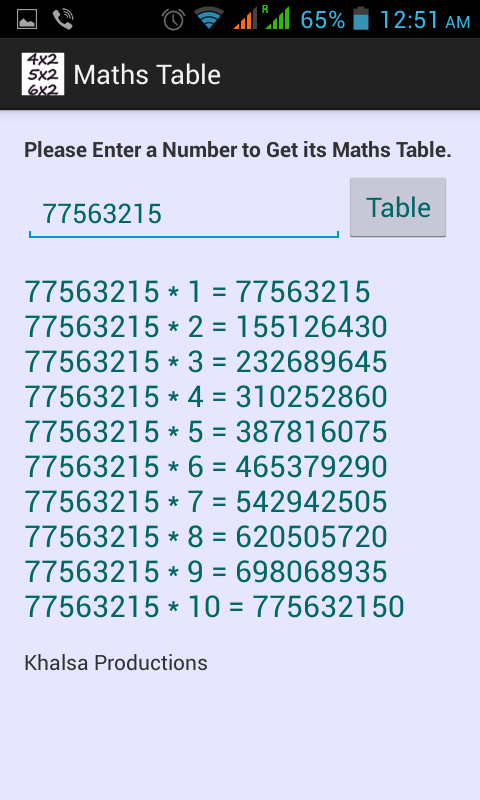 R 65% 12:51 AM
4x2
5x2
6x2
Maths Table
Please Enter a Number to Get its Maths Table.
77563215
Table
77563215 * 1 = 77563215
77563215 * 2 = 155126430
77563215 * 3 = 232689645
77563215 * 4 = 310252860
77563215 * 5 = 387816075
77563215 * 6 = 465379290
77563215 * 7 = 542942505
77563215 * 8 = 620505720
77563215 * 9 = 698068935
77563215 * 10 = 775632150
Khalsa Productions